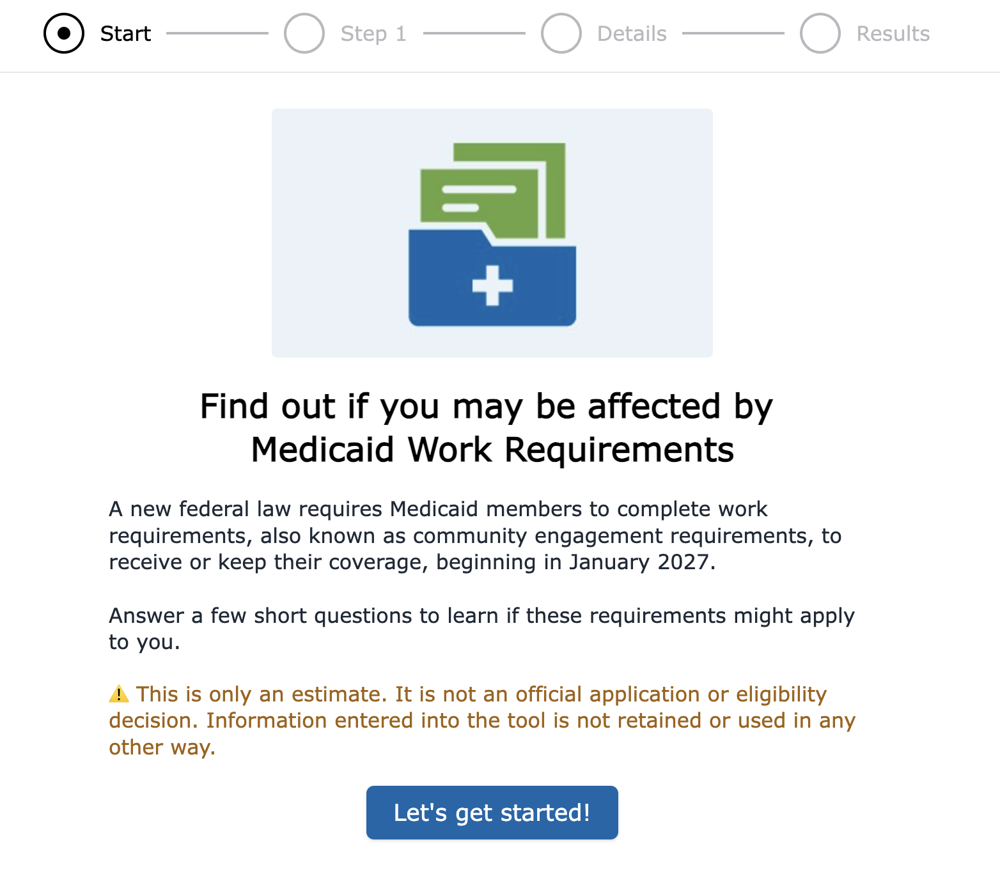 Start
Step 1
Details
Results
Find out if you may be affected by
Medicaid Work Requirements
A new federal law requires Medicaid members to complete work
requirements, also known as community engagement requirements, to
receive or keep their coverage, beginning in January 2027.
Answer a few short questions to learn if these requirements might apply
to you.
⚠️ This is only an estimate. It is not an official application or eligibility
decision. Information entered into the tool is not retained or used in any
other way.
Let's get started!